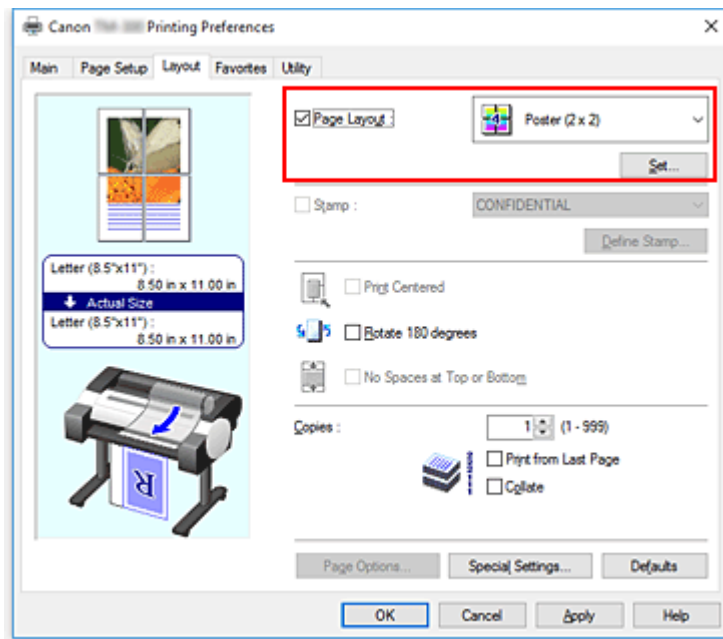 Canon Printing Preferences
Main Page Setup Layout Favorites Utility
Page Layout :
4
Poster (2 x 2)
Set...
Stamp :
CONFIDENTIAL
Define Stamp...
Letter (8.5"x11") :
8.50 in x 11.00 in
Actual Size
Letter (8.5"x11") :
8.50 in x 11.00 in
Print Centered
Rotate 180 degrees
No Spaces at Top or Bottom
Copies :
1 (1 - 999)
Print from Last Page
Collate
R
Page Options... Special Settings... Defaults
OK Cancel Apply Help